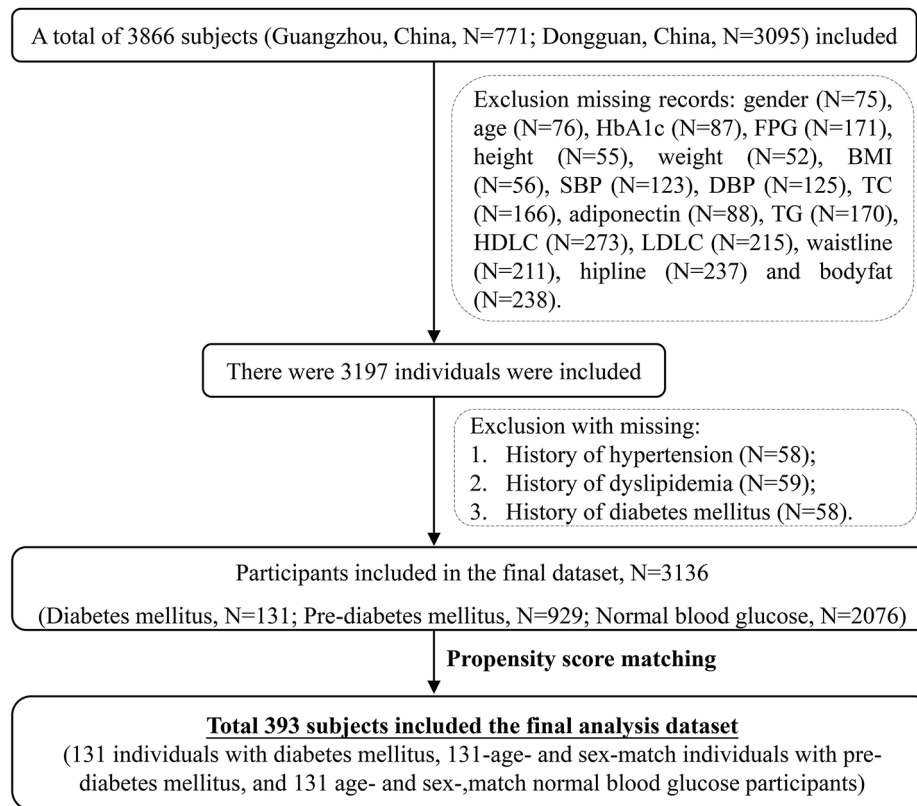 A total of 3866 subjects (Guangzhou, China, N=771; Dongguan, China, N=3095) included
Exclusion missing records: gender (N=75),
age (N=76), HbA1c (N=87), FPG (N=171),
height (N=55), weight (N=52), BMI
(N=56), SBP (N=123), DBP (N=125), TC
(N=166), adiponectin (N=88), TG (N=170),
HDLC (N=273), LDLC (N=215), waistline
(N=211), hipline (N=237) and bodyfat
(N=238).
There were 3197 individuals were included
Exclusion with missing:
1. History of hypertension (N=58);
2. History of dyslipidemia (N=59);
3. History of diabetes mellitus (N=58).
Participants included in the final dataset, N=3136
(Diabetes mellitus, N=131; Pre-diabetes mellitus, N=929; Normal blood glucose, N=2076)
Propensity score matching
Total 393 subjects included the final analysis dataset
(131 individuals with diabetes mellitus, 131-age- and sex-match individuals with pre-
diabetes mellitus, and 131 age- and sex-,match normal blood glucose participants)